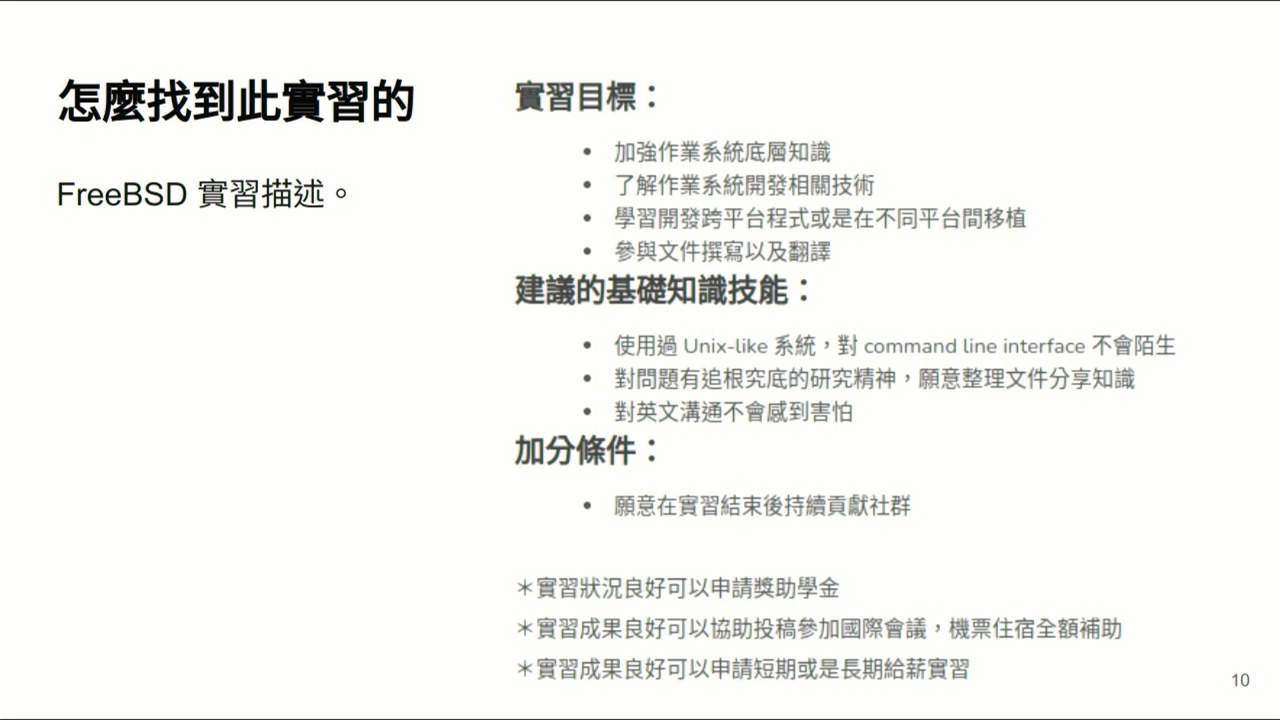 怎麼找到此實習的
FreeBSD 實習描述。
實習目標：
• 加強作業系統底層知識
• 了解作業系統開發相關技術
• 學習開發跨平台程式或是在不同平台間移植
• 參與文件撰寫以及翻譯
建議的基礎知識技能：
• 使用過 Unix-like 系統，對 command line interface 不會陌生
• 對問題有追根究底的研究精神，願意整理文件分享知識
• 對英文溝通不會感到害怕
加分條件：
• 願意在實習結束後持續貢獻社群
＊實習狀況良好可以申請獎助學金
＊實習成果良好可以協助投稿參加國際會議，機票住宿全額補助
＊實習成果良好可以申請短期或是長期給薪實習
10